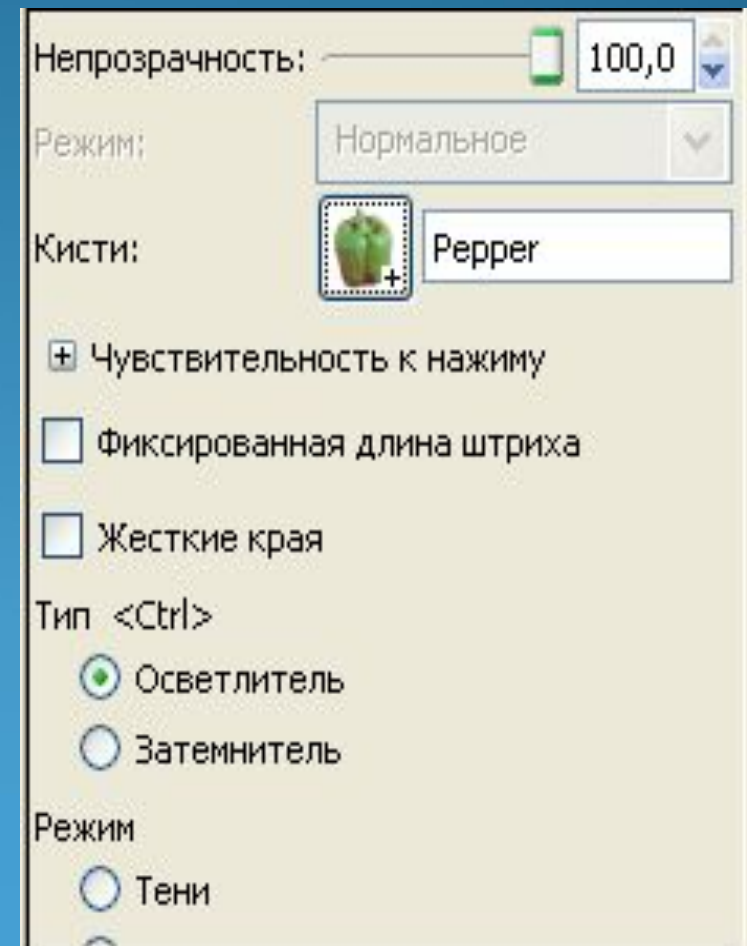 Непрозрачность: 100,0
Режим: Нормальное
Кисти: Pepper
Чувствительность к нажиму
Фиксированная длина штриха
Жесткие края
Тип <Ctrl>
Осветлитель
Затемнитель
Режим
Тени